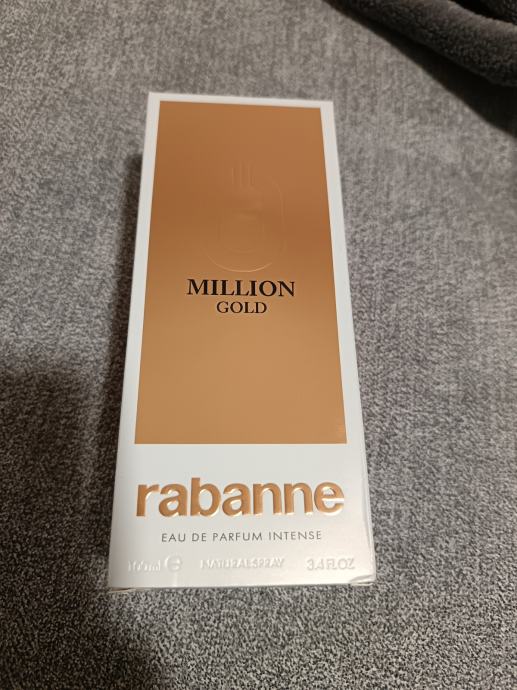 MILLION
GOLD
rabanne
EAU DE PARFUM INTENSE
100ml e NATURAL SPRAY 3.4 FL.OZ